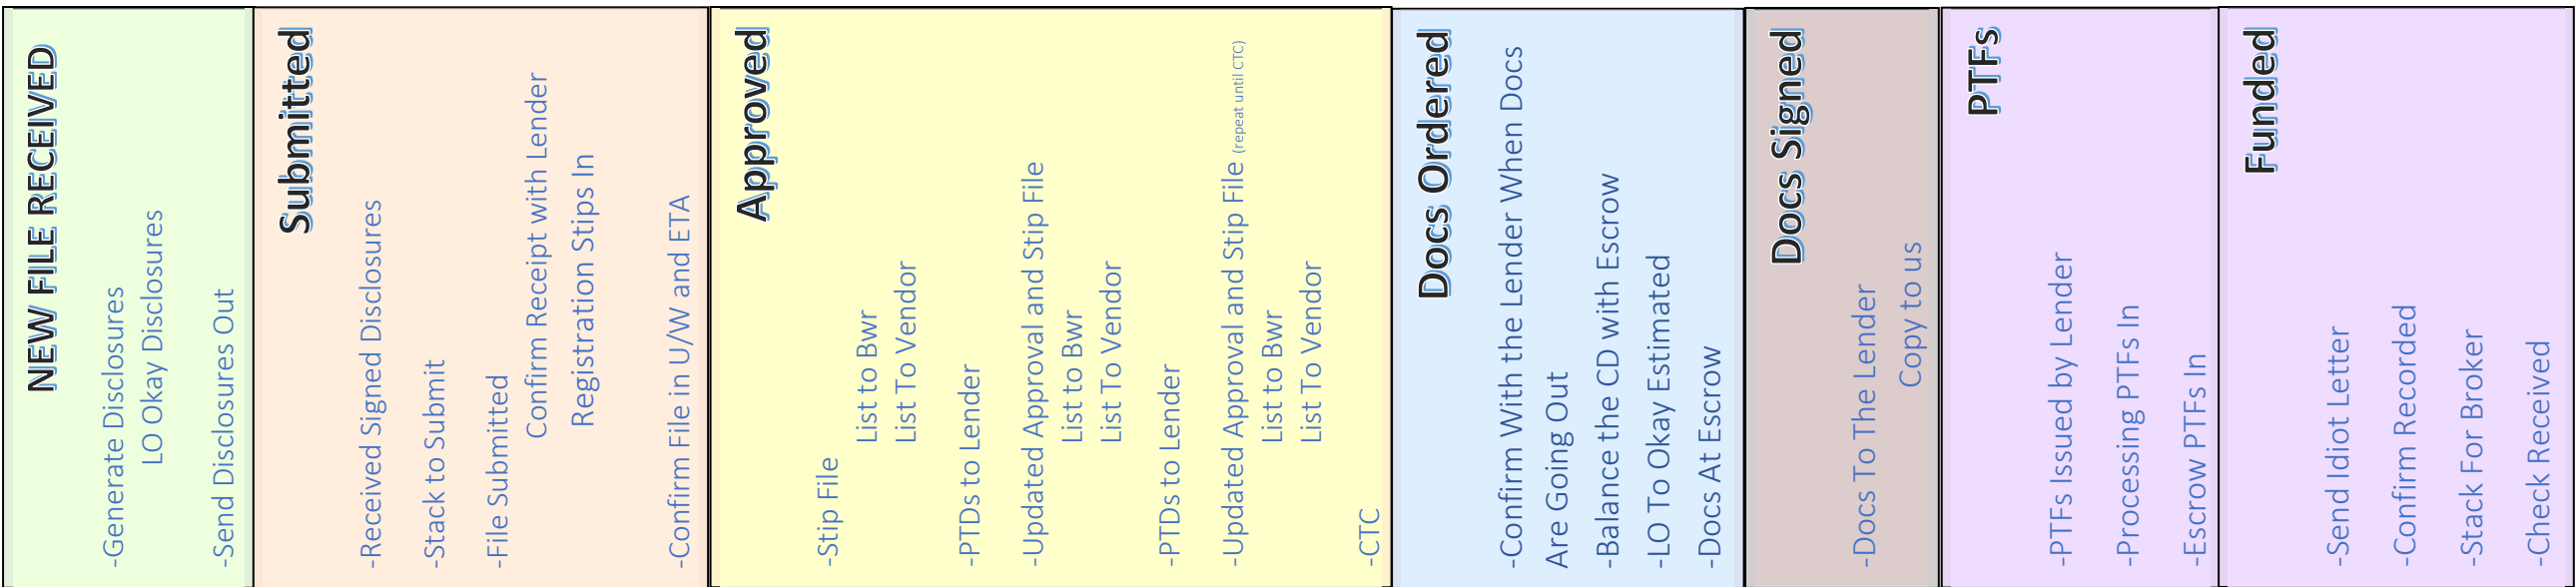 NEW FILE RECEIVED
-Generate Disclosures
LO Okay Disclosures
-Send Disclosures Out
Submitted
-Received Signed Disclosures
-Stack to Submit
-File Submitted
Confirm Receipt with Lender
Registration Stips In
-Confirm File in U/W and ETA
Approved
-Stip File
List to Bwr
List To Vendor
-PTDs to Lender
-Updated Approval and Stip File
List to Bwr
List To Vendor
-PTDs to Lender
-Updated Approval and Stip File (repeat until CTC)
List to Bwr
List To Vendor
-CTC
Docs Ordered
-Confirm With the Lender When Docs
Are Going Out
-Balance the CD with Escrow
-LO To Okay Estimated
-Docs At Escrow
Docs Signed
-Docs To The Lender
Copy to us
PTFs
-PTFs Issued by Lender
-Processing PTFs In
-Escrow PTFs In
Funded
-Send Idiot Letter
-Confirm Recorded
-Stack For Broker
-Check Received